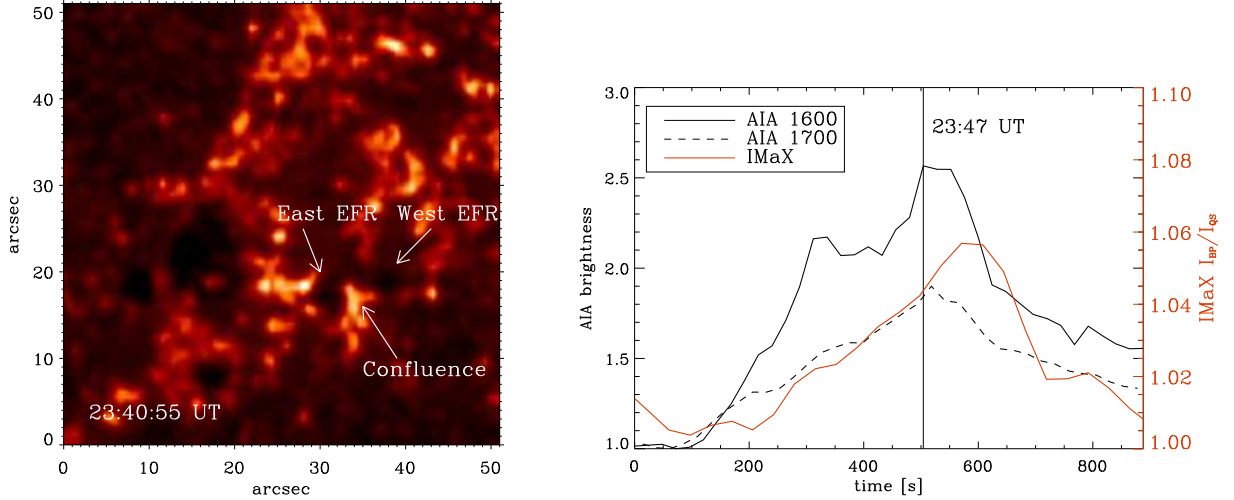 50
40
30
20
10
0
arcsec
East EFR
West EFR
Confluence
23:40:55 UT
0 10 20 30 40 50
arcsec
3.0
2.5
2.0
1.5
1.0
AIA brightness
AIA 1600
AIA 1700
IMaX
23:47 UT
1.10
1.08
1.06
1.04
1.02
1.00
IMaX I_BP/I_QS
0 200 400 600 800
time [s]